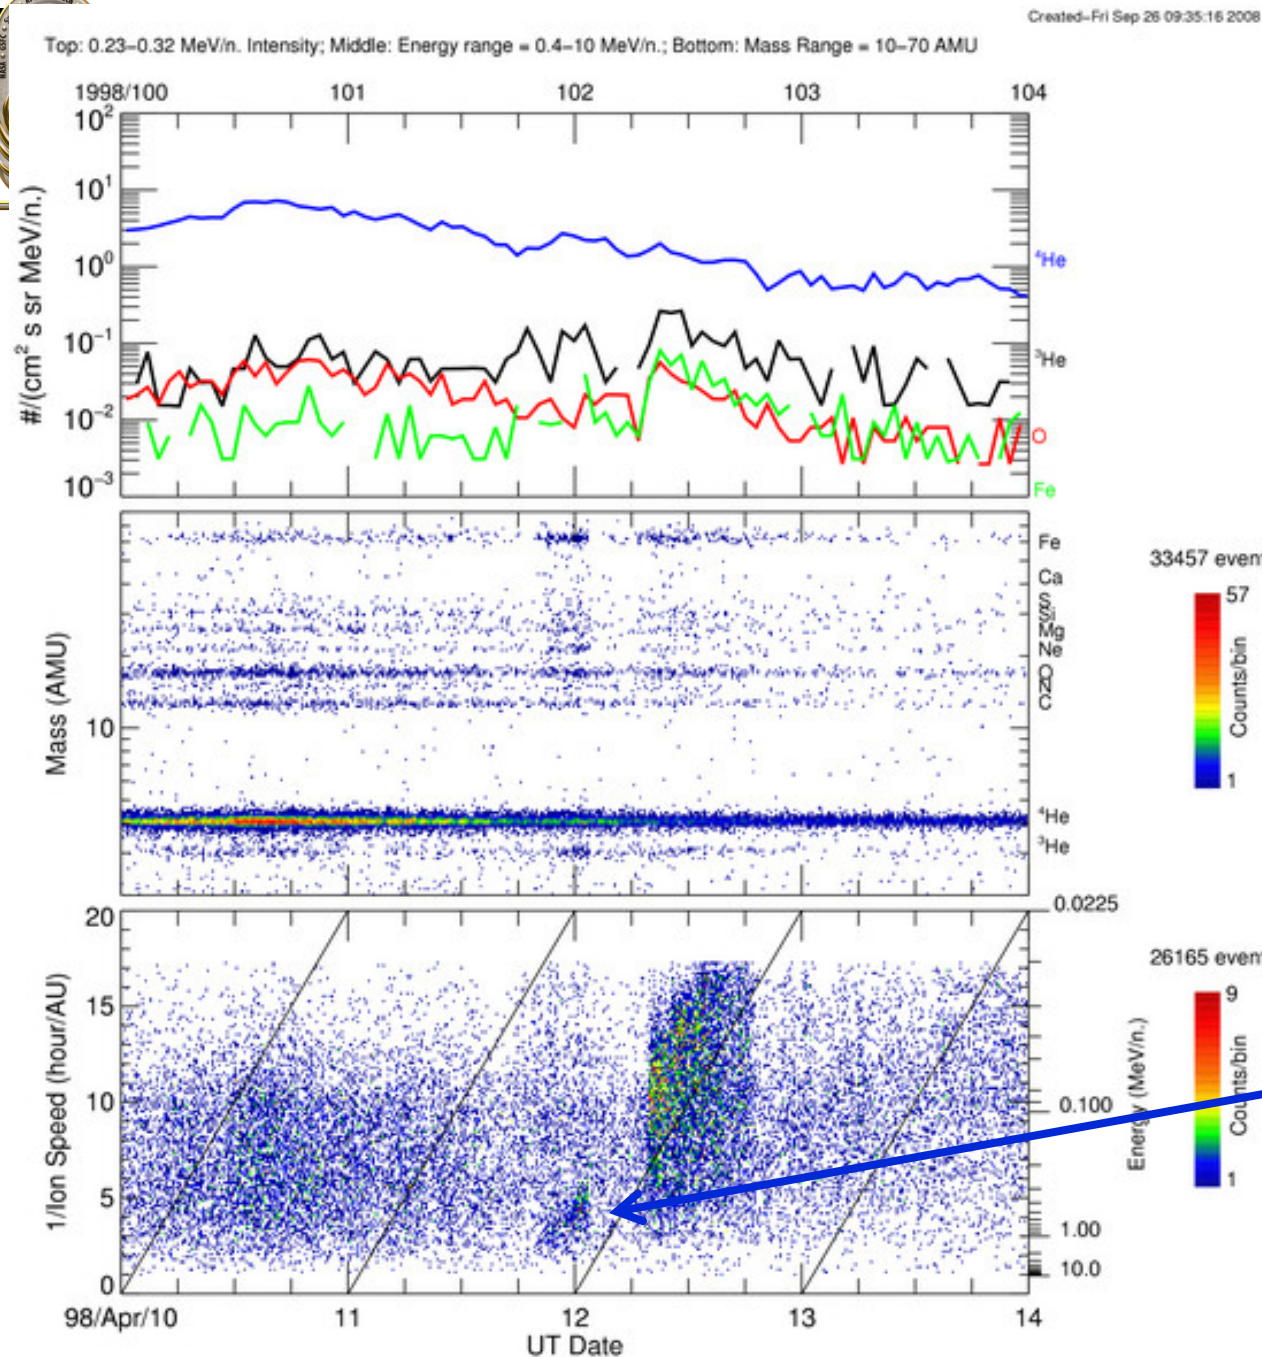 Created-Fri Sep 26 09:35:16 2008
Top: 0.23-0.32 MeV/n. Intensity; Middle: Energy range = 0.4-10 MeV/n.; Bottom: Mass Range = 10-70 AMU
1998/100 101 102 103 104
10²
10¹
10⁰
10⁻¹
10⁻²
10⁻³
#/(cm² s sr MeV/n.)
⁴He
³He
O
Fe
Mass (AMU)
10
Fe
Ca
S
Si
Mg
Ne
O
N
C
⁴He
³He
33457 event
57
Counts/bin
1
1/Ion Speed (hour/AU)
20
15
10
5
0
0.0225
0.100
1.00
10.0
Energy (MeV/n.)
26165 event
9
Counts/bin
1
98/Apr/10 11 12 13 14
UT Date